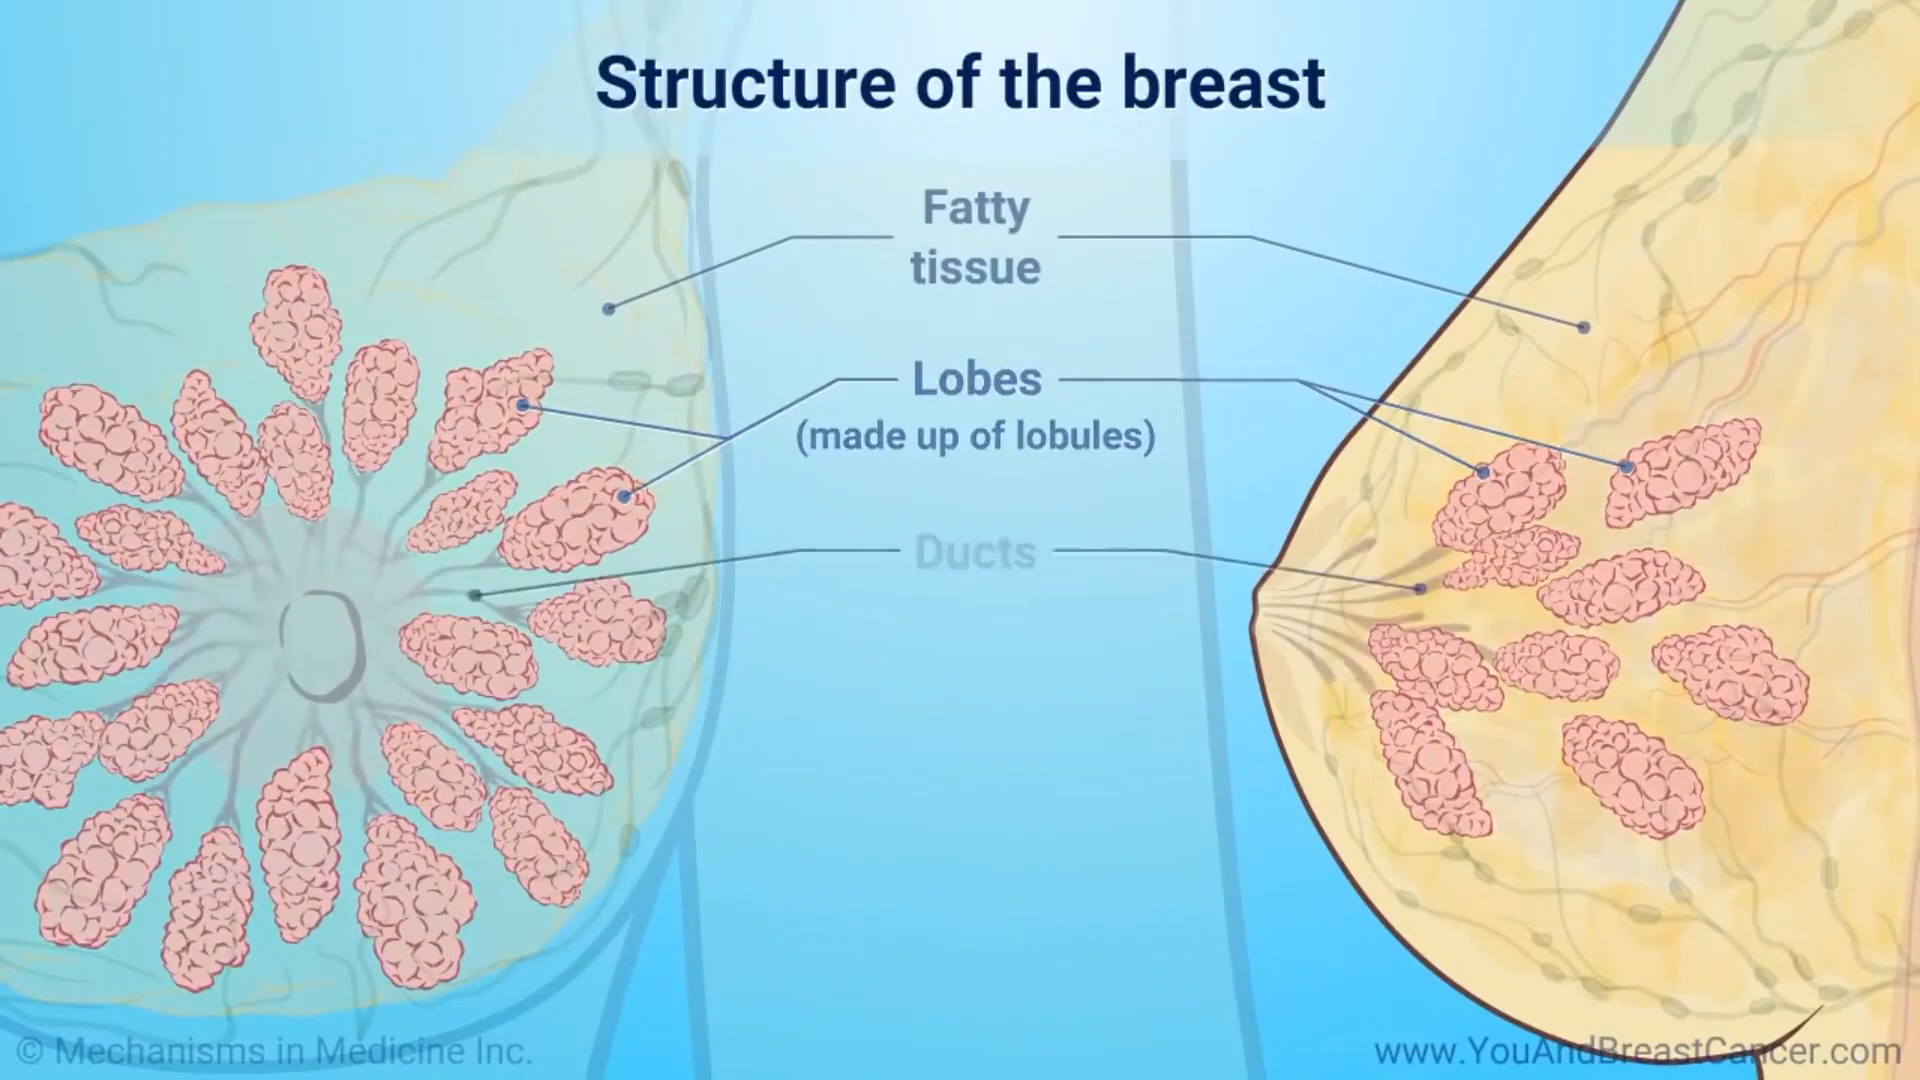 Structure of the breast
Fatty
tissue
Lobes
(made up of lobules)
Ducts
© Mechanisms in Medicine Inc.
www.YouAndBreastCancer.com